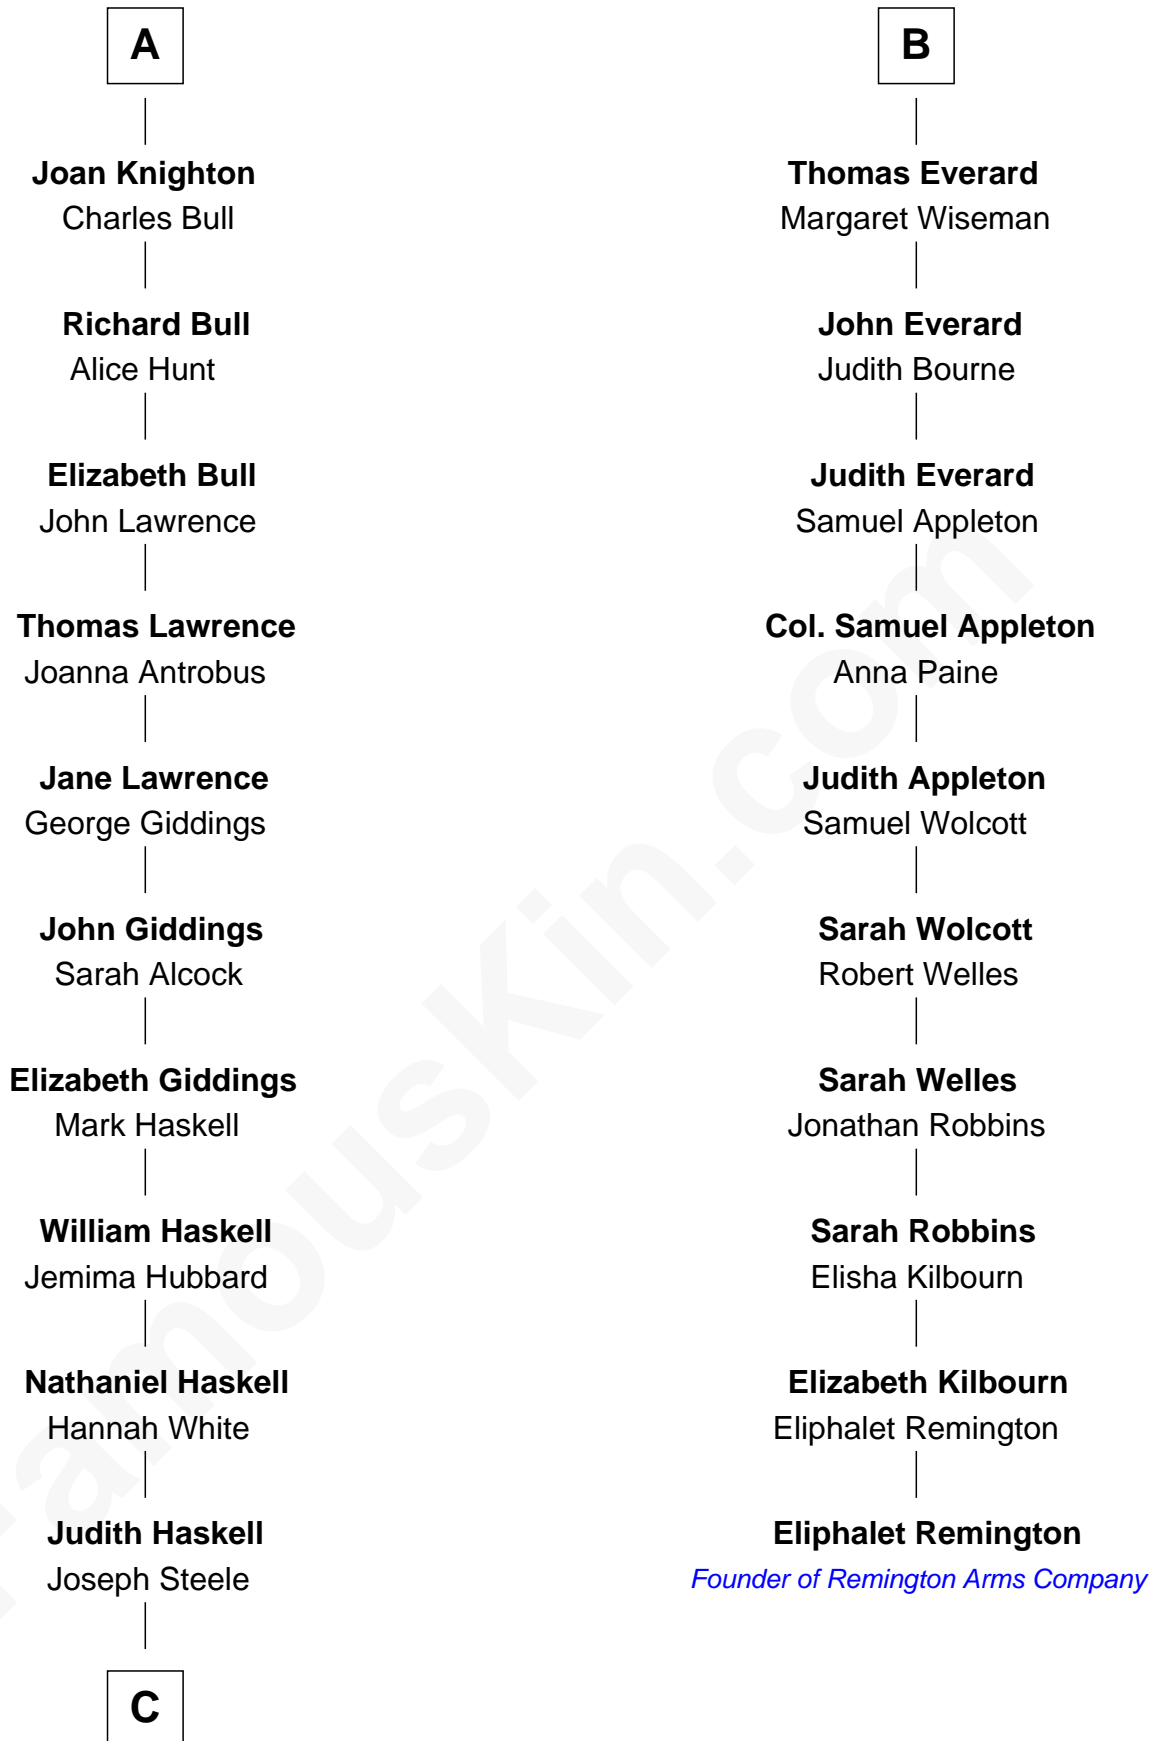 A
Joan Knighton
Charles Bull
Richard Bull
Alice Hunt
Elizabeth Bull
John Lawrence
Thomas Lawrence
Joanna Antrobus
Jane Lawrence
George Giddings
John Giddings
Sarah Alcock
Elizabeth Giddings
Mark Haskell
William Haskell
Jemima Hubbard
Nathaniel Haskell
Hannah White
Judith Haskell
Joseph Steele
C
B
Thomas Everard
Margaret Wiseman
John Everard
Judith Bourne
Judith Everard
Samuel Appleton
Col. Samuel Appleton
Anna Paine
Judith Appleton
Samuel Wolcott
Sarah Wolcott
Robert Welles
Sarah Welles
Jonathan Robbins
Sarah Robbins
Elisha Kilbourn
Elizabeth Kilbourn
Eliphalet Remington
Eliphalet Remington
Founder of Remington Arms Company
FamousKin.com